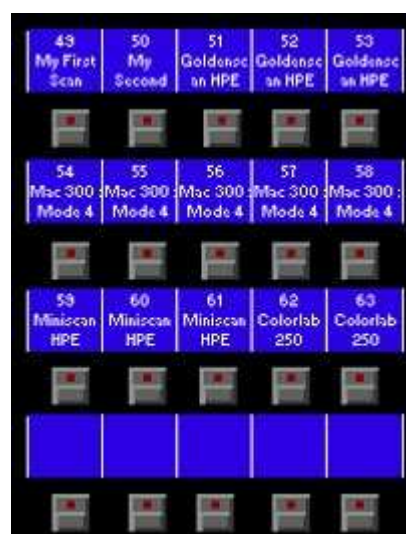 49 50 51 52 53
My First My Goldensc Goldensc Goldensc
Scan Second an HPE an HPE an HPE
54 55 56 57 58
Mac 300 : Mac 300 : Mac 300 : Mac 300 : Mac 300 :
Mode 4 Mode 4 Mode 4 Mode 4 Mode 4
59 60 61 62 63
Miniscan Miniscan Miniscan Colorlab Colorlab
HPE HPE HPE 250 250